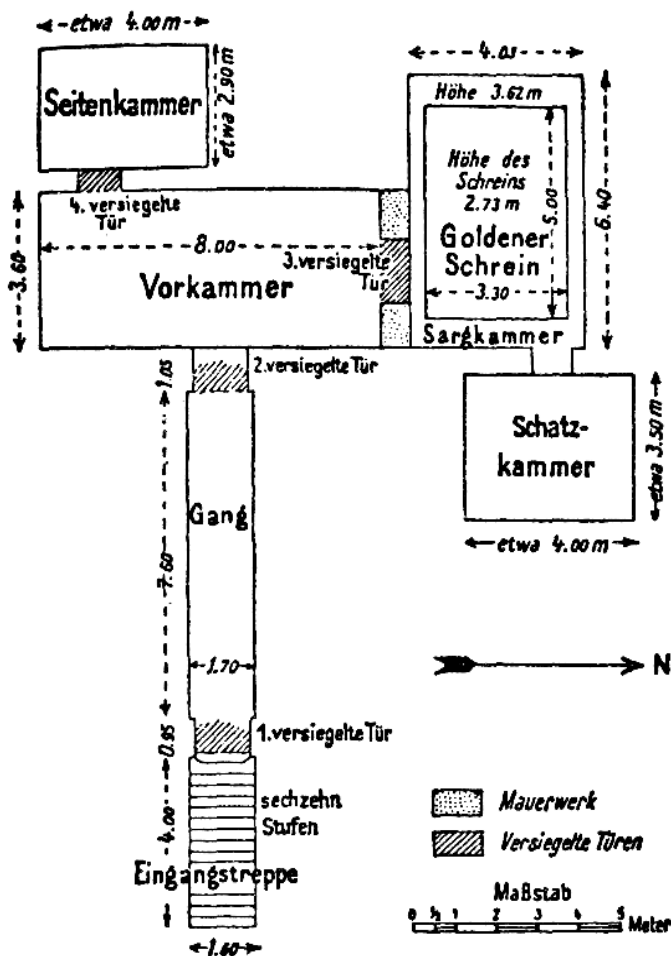 etwa 4.00 m
Seitenkammer
etwa 2.90 m
4.03
Höhe 3.62 m
Höhe des
Schreins
2.73 m
5.00
6.40
Goldener
Schrein
3.30
Sargkammer
4. versiegelte
Tür
8.00
3.60
3. versiegelte
Tür
Vorkammer
2. versiegelte Tür
1.05
Schatz-
kammer
etwa 3.50 m
etwa 4.00 m
Gang
7.60
1.70
N
1. versiegelte Tür
0.95
sechzehn
Stufen
4.00
Eingangstreppe
1.60
Mauerwerk
Versiegelte Türen
Maßstab
0 ½ 1 2 3 4 5 Meter